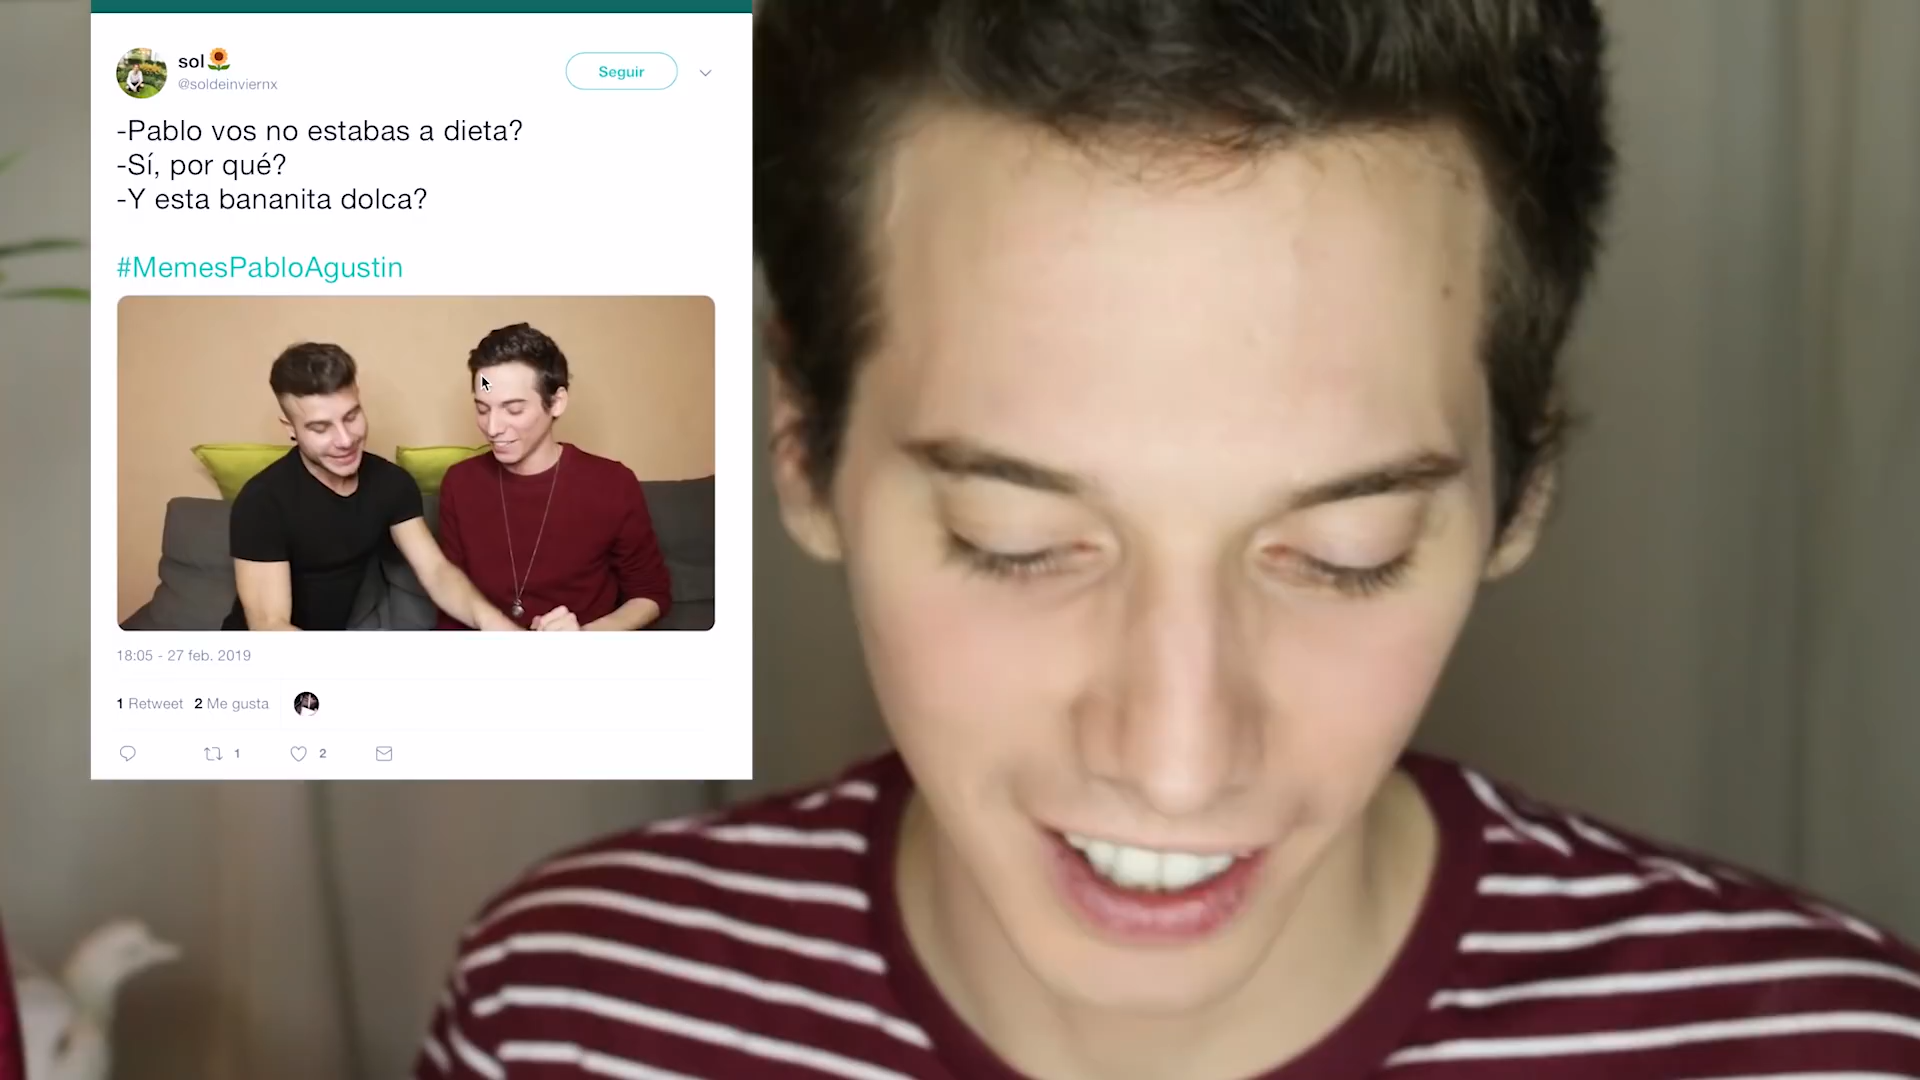 sol🌻
@soldeinviernx
Seguir
-Pablo vos no estabas a dieta?
-Sí, por qué?
-Y esta bananita dolca?
#MemesPabloAgustin
18:05 - 27 feb. 2019
1 Retweet 2 Me gusta
1 2